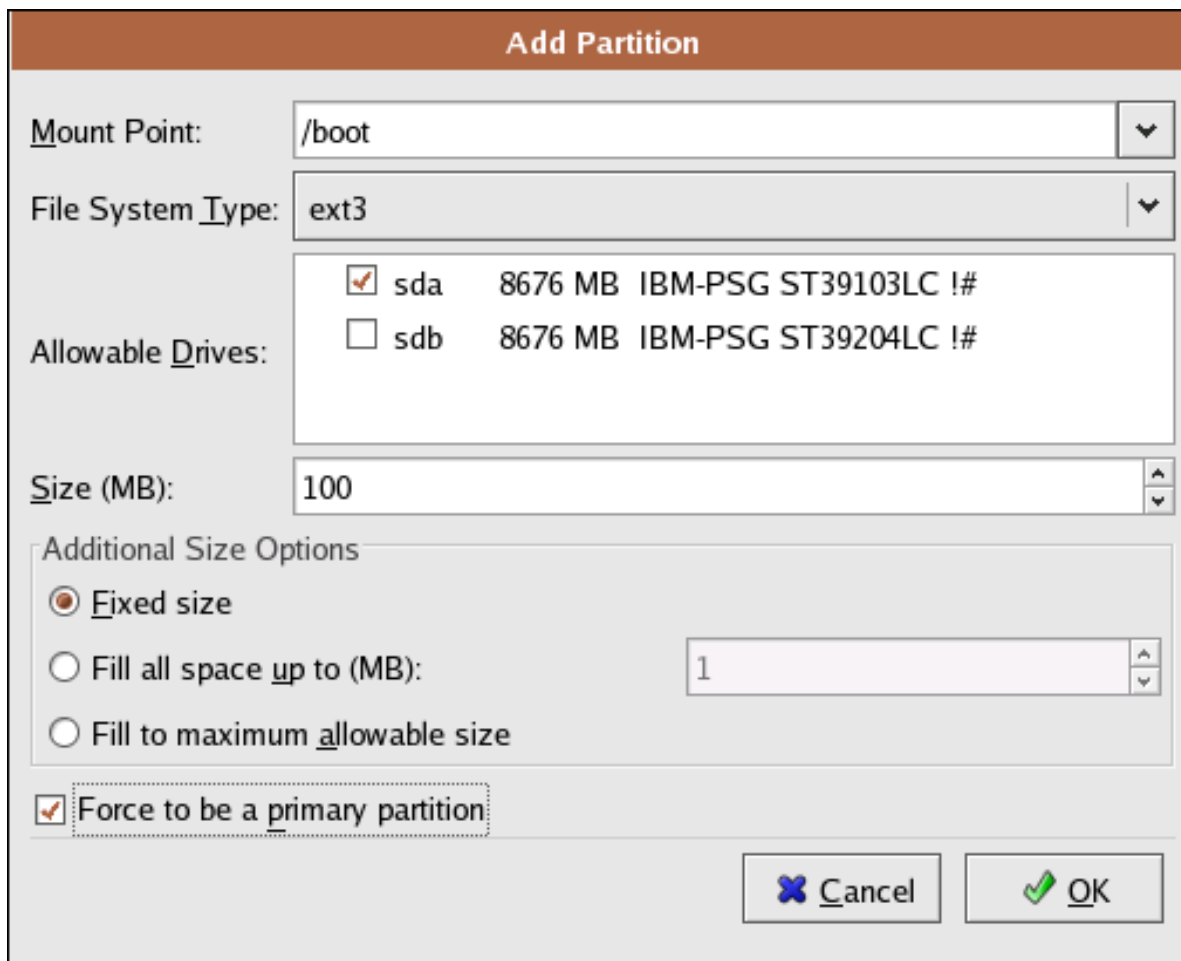 Add Partition
Mount Point: /boot
File System Type: ext3
Allowable Drives:
sda 8676 MB IBM-PSG ST39103LC !#
sdb 8676 MB IBM-PSG ST39204LC !#
Size (MB): 100
Additional Size Options
Fixed size
Fill all space up to (MB): 1
Fill to maximum allowable size
Force to be a primary partition
Cancel OK